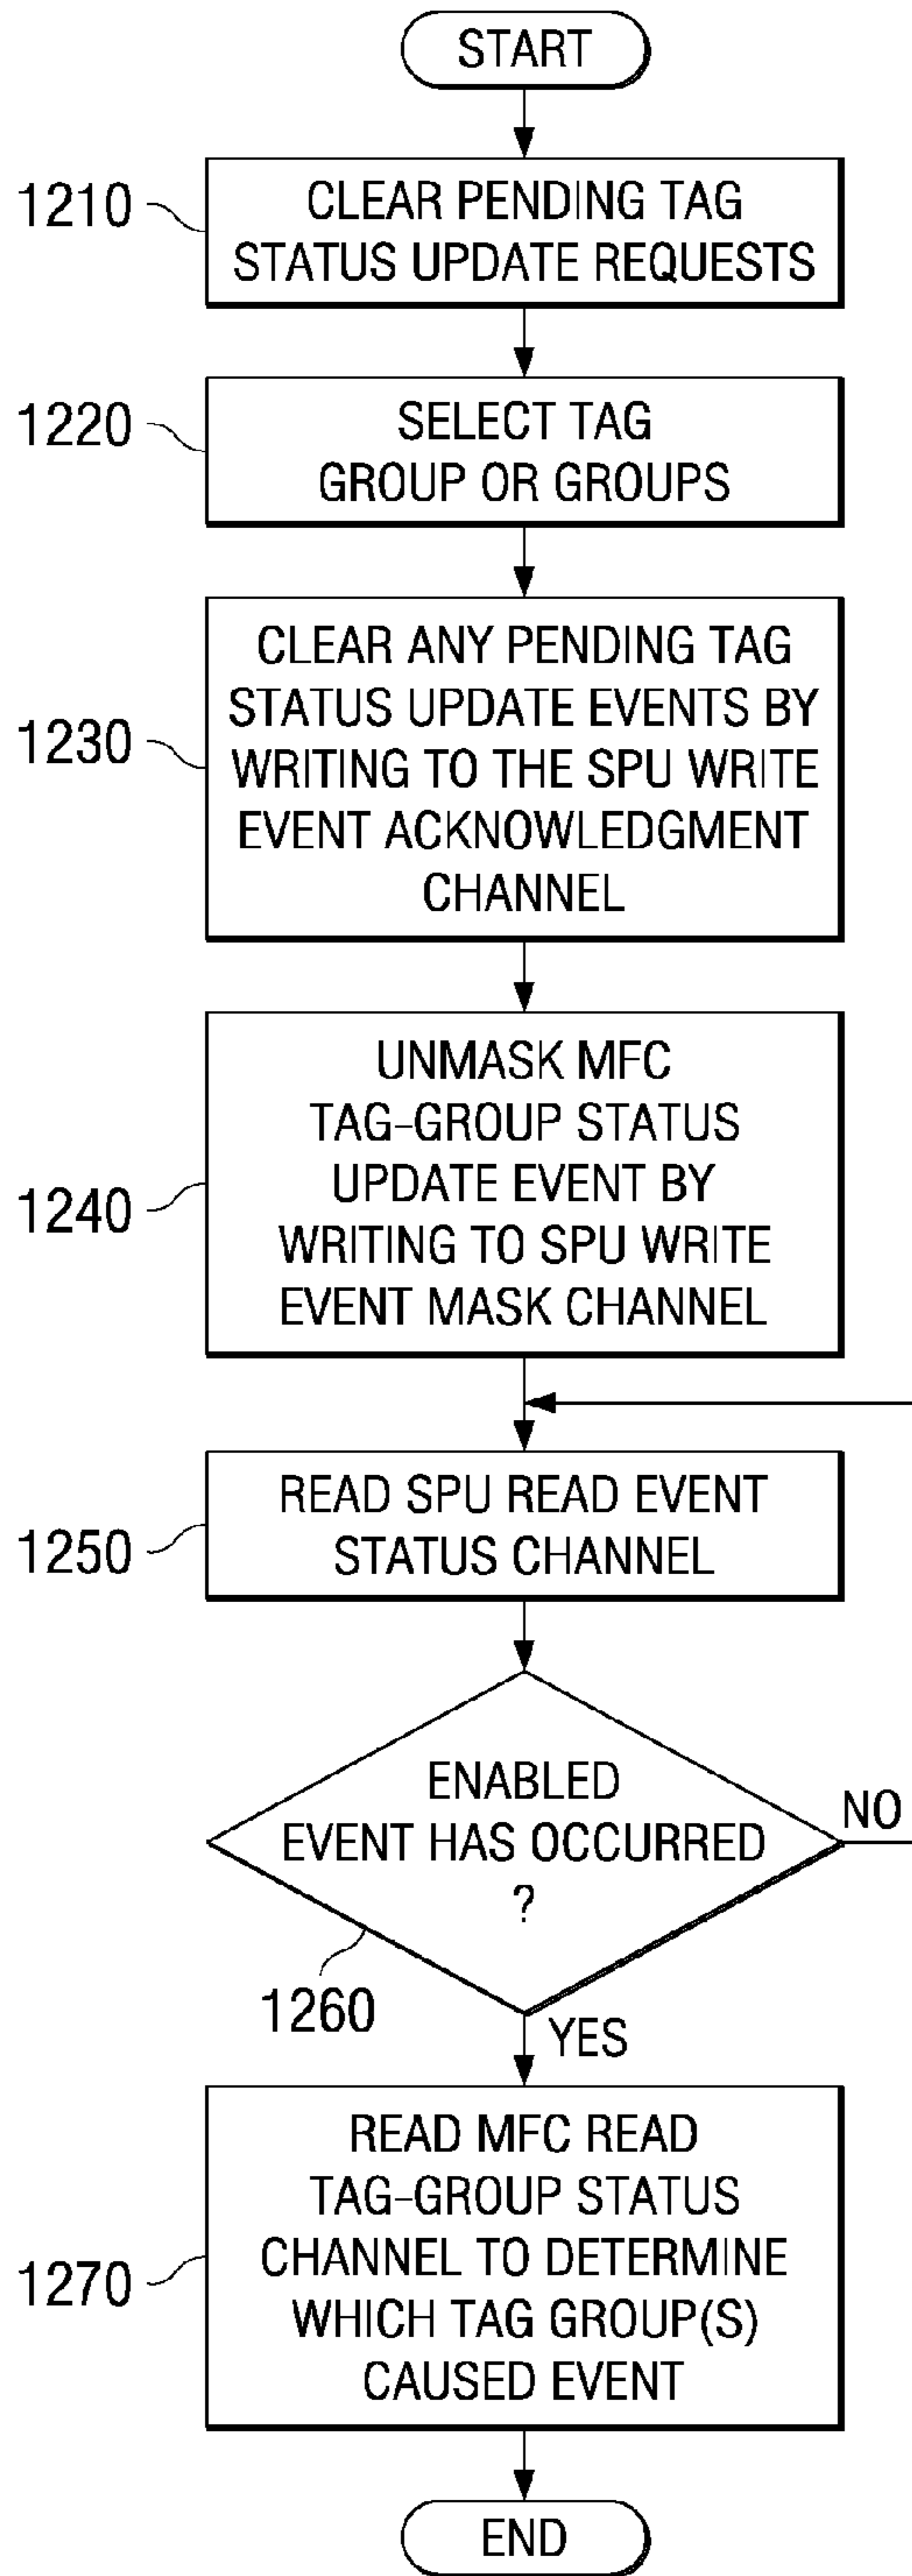 START
1210
CLEAR PENDING TAG
STATUS UPDATE REQUESTS
1220
SELECT TAG
GROUP OR GROUPS
1230
CLEAR ANY PENDING TAG
STATUS UPDATE EVENTS BY
WRITING TO THE SPU WRITE
EVENT ACKNOWLEDGMENT
CHANNEL
1240
UNMASK MFC
TAG-GROUP STATUS
UPDATE EVENT BY
WRITING TO SPU WRITE
EVENT MASK CHANNEL
1250
READ SPU READ EVENT
STATUS CHANNEL
ENABLED
EVENT HAS OCCURRED
?
NO
1260
YES
1270
READ MFC READ
TAG-GROUP STATUS
CHANNEL TO DETERMINE
WHICH TAG GROUP(S)
CAUSED EVENT
END